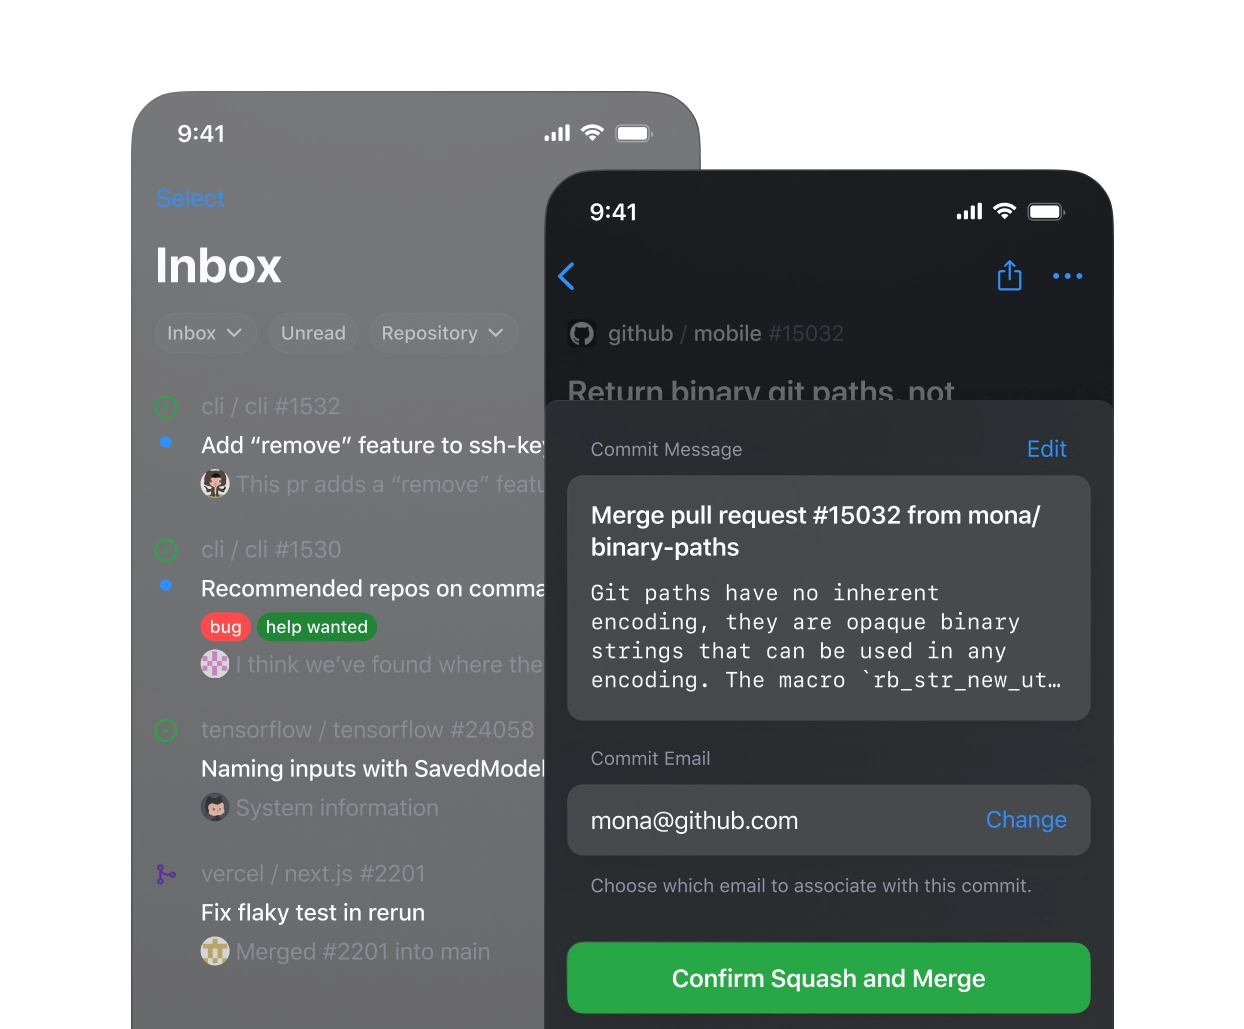 9:41
Select
Inbox
Inbox
Unread
Repository
cli / cli #1532
Add “remove” feature to ssh-key
This pr adds a “remove” featu
cli / cli #1530
Recommended repos on comma
bug
help wanted
I think we’ve found where the
tensorflow / tensorflow #24058
Naming inputs with SavedModel
System information
vercel / next.js #2201
Fix flaky test in rerun
Merged #2201 into main
9:41
github / mobile #15032
Return binary git paths, not
Commit Message
Edit
Merge pull request #15032 from mona/
binary-paths
Git paths have no inherent
encoding, they are opaque binary
strings that can be used in any
encoding. The macro `rb_str_new_ut…
Commit Email
mona@github.com
Change
Choose which email to associate with this commit.
Confirm Squash and Merge